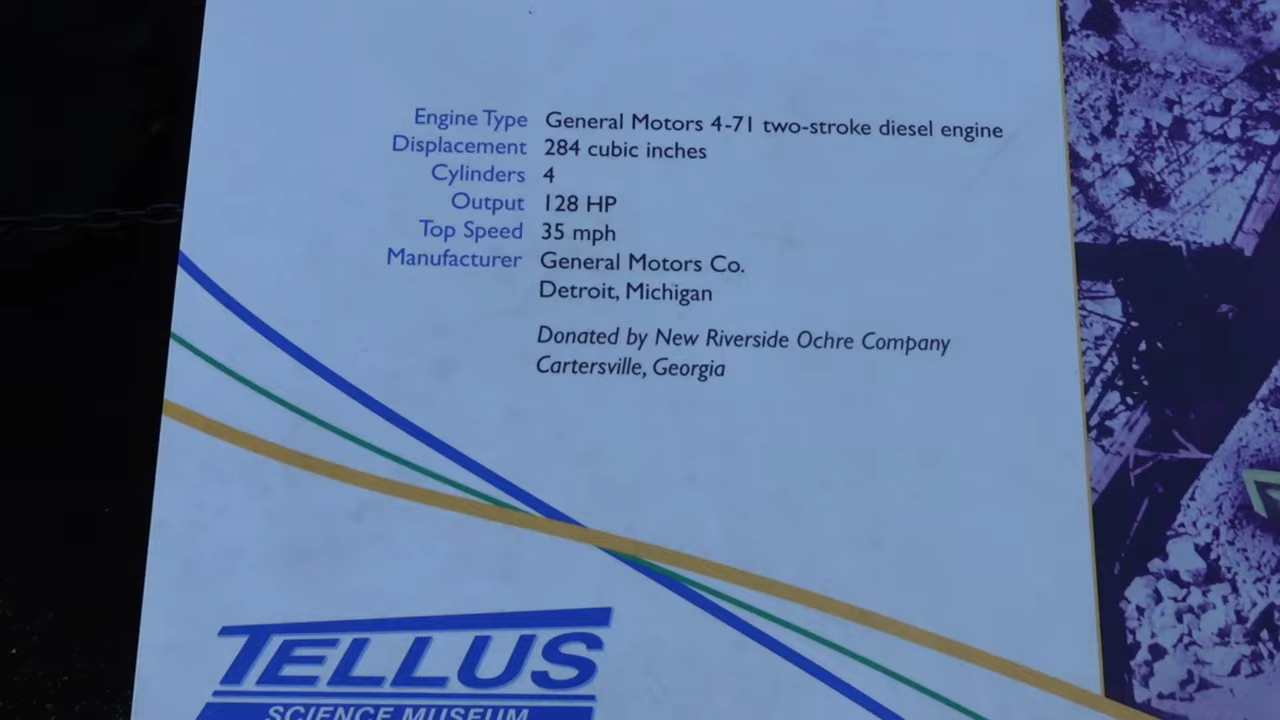 Engine Type General Motors 4-71 two-stroke diesel engine
Displacement 284 cubic inches
Cylinders 4
Output 128 HP
Top Speed 35 mph
Manufacturer General Motors Co.
Detroit, Michigan
Donated by New Riverside Ochre Company
Cartersville, Georgia
TELLUS
SCIENCE MUSEUM